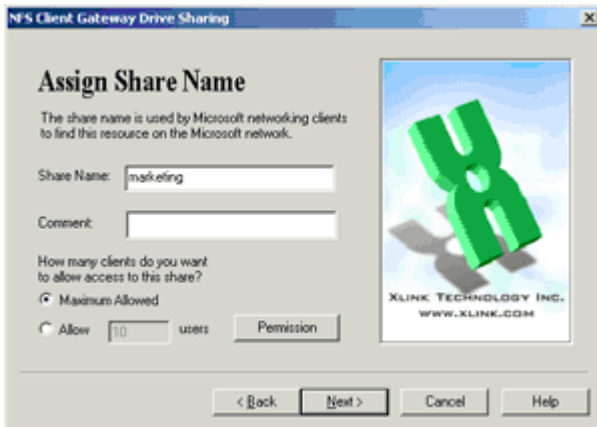 NFS Client Gateway Drive Sharing
Assign Share Name
The share name is used by Microsoft networking clients
to find this resource on the Microsoft network.
Share Name: marketing
Comment:
How many clients do you want
to allow access to this share?
Maximum Allowed
Allow 10 users Permission
XLINK TECHNOLOGY INC.
WWW.XLINK.COM
< Back Next > Cancel Help